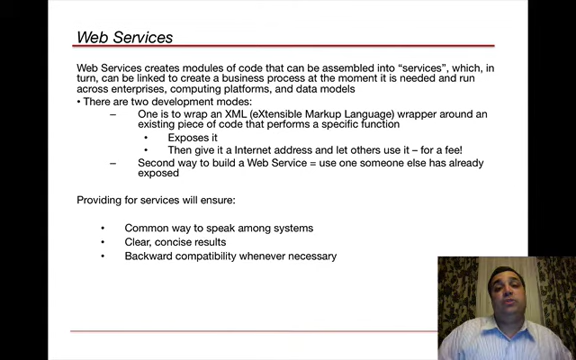 Web Services
Web Services creates modules of code that can be assembled into “services”, which, in
turn, can be linked to create a business process at the moment it is needed and run
across enterprises, computing platforms, and data models
• There are two development modes:
– One is to wrap an XML (eXtensible Markup Language) wrapper around an
existing piece of code that performs a specific function
• Exposes it
• Then give it a Internet address and let others use it – for a fee!
– Second way to build a Web Service = use one someone else has already
exposed
Providing for services will ensure:
• Common way to speak among systems
• Clear, concise results
• Backward compatibility whenever necessary